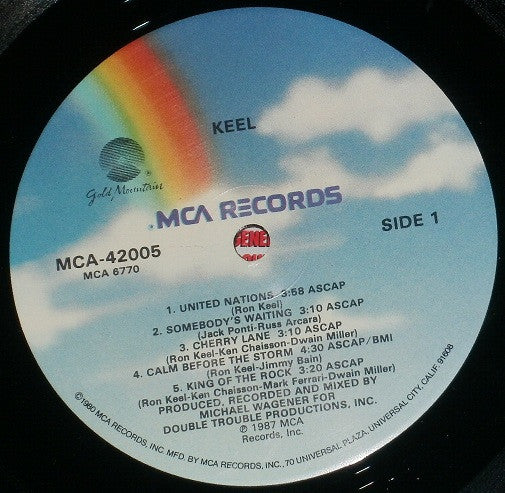 KEEL
Gold Mountain
MCA RECORDS
MCA-42005
MCA 6770
SIDE 1
1. UNITED NATIONS 3:58 ASCAP
(Ron Keel)
2. SOMEBODY'S WAITING 3:10 ASCAP
(Jack Ponti-Russ Arcara)
3. CHERRY LANE 3:10 ASCAP
(Ron Keel-Ken Chaisson-Dwain Miller)
4. CALM BEFORE THE STORM 4:30 ASCAP/BMI
(Ron Keel-Jimmy Bain)
5. KING OF THE ROCK 3:20 ASCAP
(Ron Keel-Ken Chaisson-Mark Ferrari-Dwain Miller)
PRODUCED, RECORDED AND MIXED BY
MICHAEL WAGENER FOR
DOUBLE TROUBLE PRODUCTIONS, INC.
℗ 1987 MCA
Records, Inc.
©1980 MCA RECORDS, INC. MFD. BY MCA RECORDS, INC., 70 UNIVERSAL PLAZA, UNIVERSAL CITY, CALIF. 91608